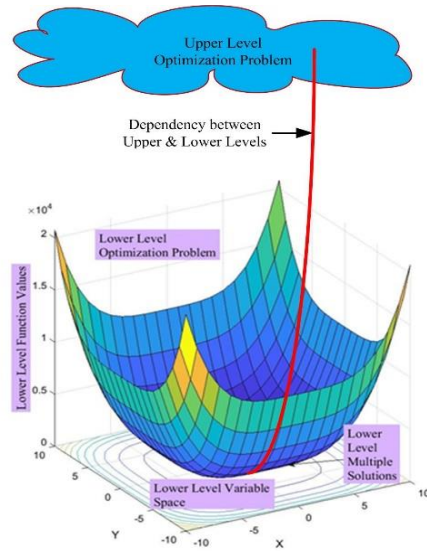 Upper Level
Optimization Problem
Dependency between
Upper & Lower Levels
×10⁴
2
1.5
1
0.5
0
Lower Level Function Values
Lower Level
Optimization Problem
Lower
Level
Multiple
Solutions
Lower Level Variable
Space
10
5
0
-5
-10
Y
-10
-5
0
5
10
X